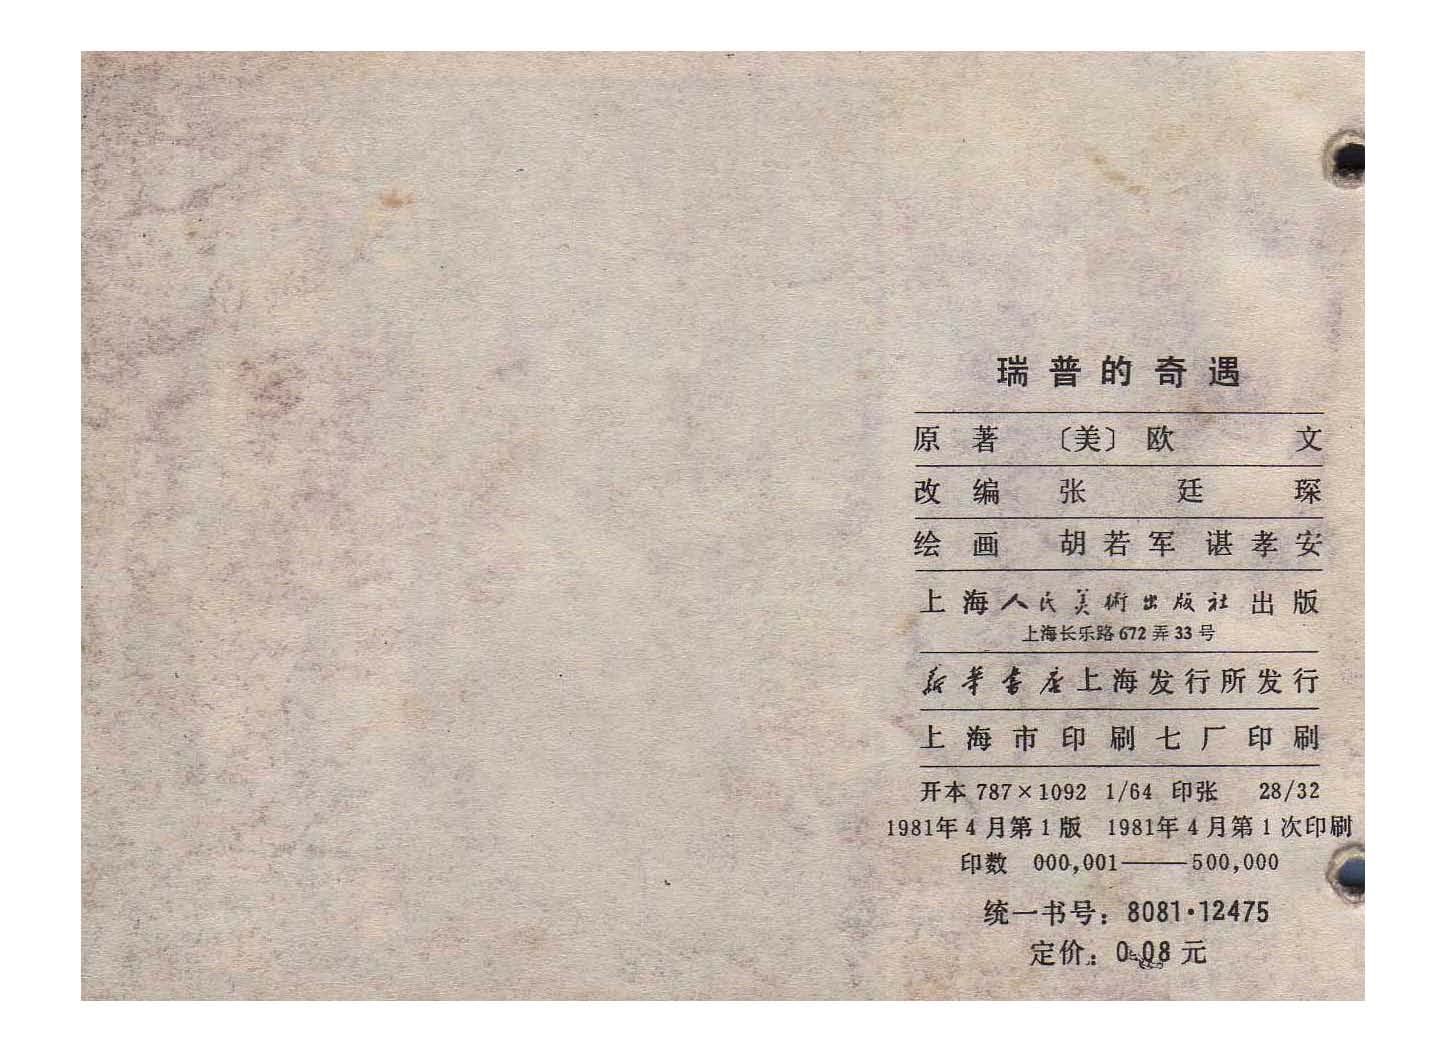 瑞普的奇遇
原著 〔美〕欧文
改编 张廷琛
绘画 胡若军 谌孝安
上海人民美術出版社出版
上海长乐路672弄33号
新华书店上海发行所发行
上海市印刷七厂印刷
开本 787×1092 1/64 印张 28/32
1981年4月第1版 1981年4月第1次印刷
印数 000,001——500,000
统一书号：8081·12475
定价：0.08元